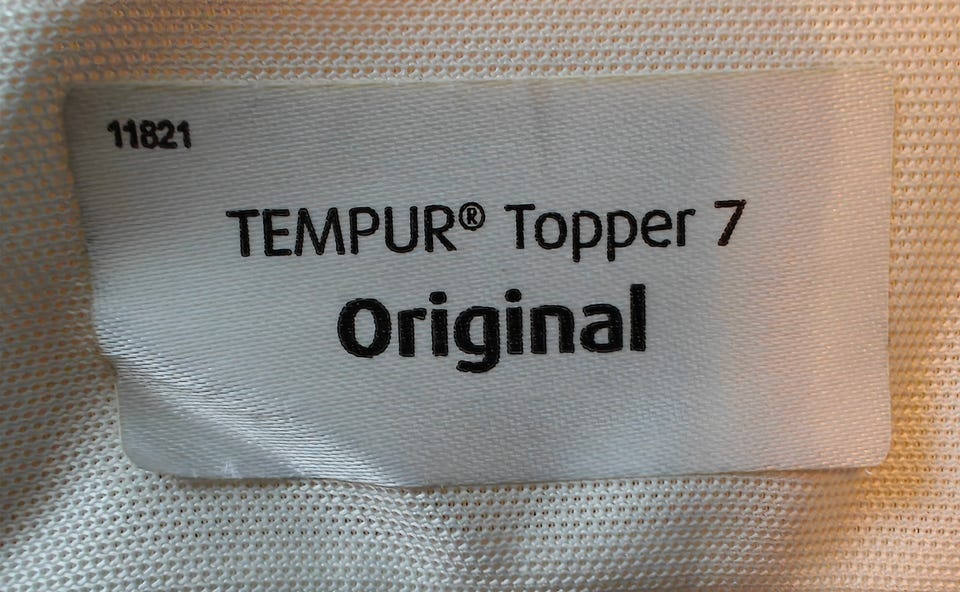 11821
TEMPUR® Topper 7
Original